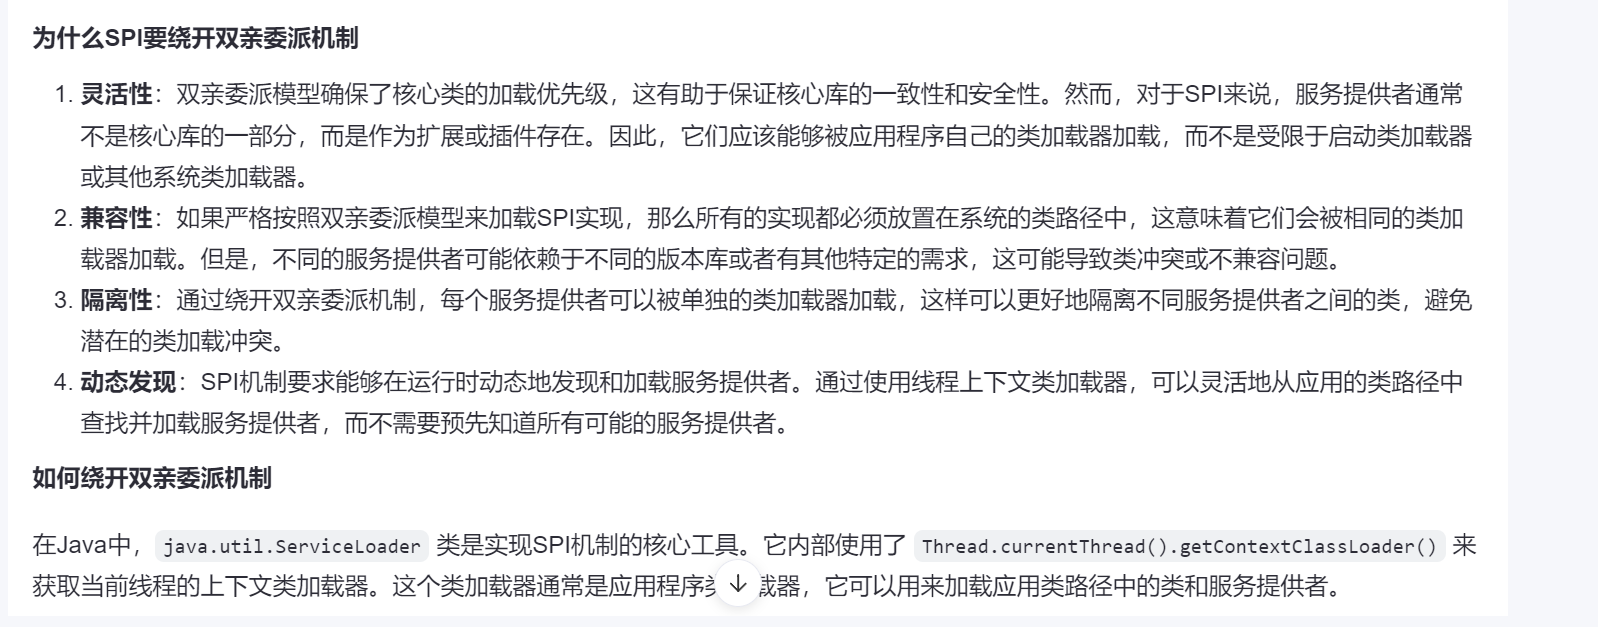 为什么SPI要绕开双亲委派机制
1. 灵活性：双亲委派模型确保了核心类的加载优先级，这有助于保证核心库的一致性和安全性。然而，对于SPI来说，服务提供者通常
不是核心库的一部分，而是作为扩展或插件存在。因此，它们应该能够被应用程序自己的类加载器加载，而不是受限于启动类加载器
或其他系统类加载器。
2. 兼容性：如果严格按照双亲委派模型来加载SPI实现，那么所有的实现都必须放置在系统的类路径中，这意味着它们会被相同的类加
载器加载。但是，不同的服务提供者可能依赖于不同的版本库或者有其他特定的需求，这可能导致类冲突或不兼容问题。
3. 隔离性：通过绕开双亲委派机制，每个服务提供者可以被单独的类加载器加载，这样可以更好地隔离不同服务提供者之间的类，避免
潜在的类加载冲突。
4. 动态发现：SPI机制要求能够在运行时动态地发现和加载服务提供者。通过使用线程上下文类加载器，可以灵活地从应用的类路径中
查找并加载服务提供者，而不需要预先知道所有可能的服务提供者。
如何绕开双亲委派机制
在Java中，java.util.ServiceLoader 类是实现SPI机制的核心工具。它内部使用了 Thread.currentThread().getContextClassLoader() 来
获取当前线程的上下文类加载器。这个类加载器通常是应用程序类载器，它可以用来加载应用类路径中的类和服务提供者。